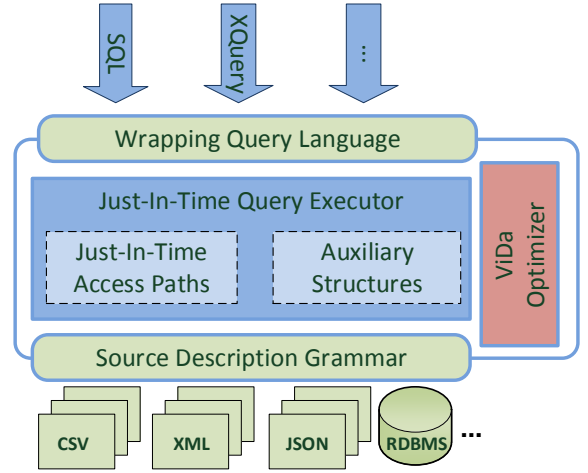 SQL
XQuery
...
Wrapping Query Language
Just-In-Time Query Executor
Just-In-Time
Access Paths
Auxiliary
Structures
ViDa
Optimizer
Source Description Grammar
CSV
XML
JSON
RDBMS
...